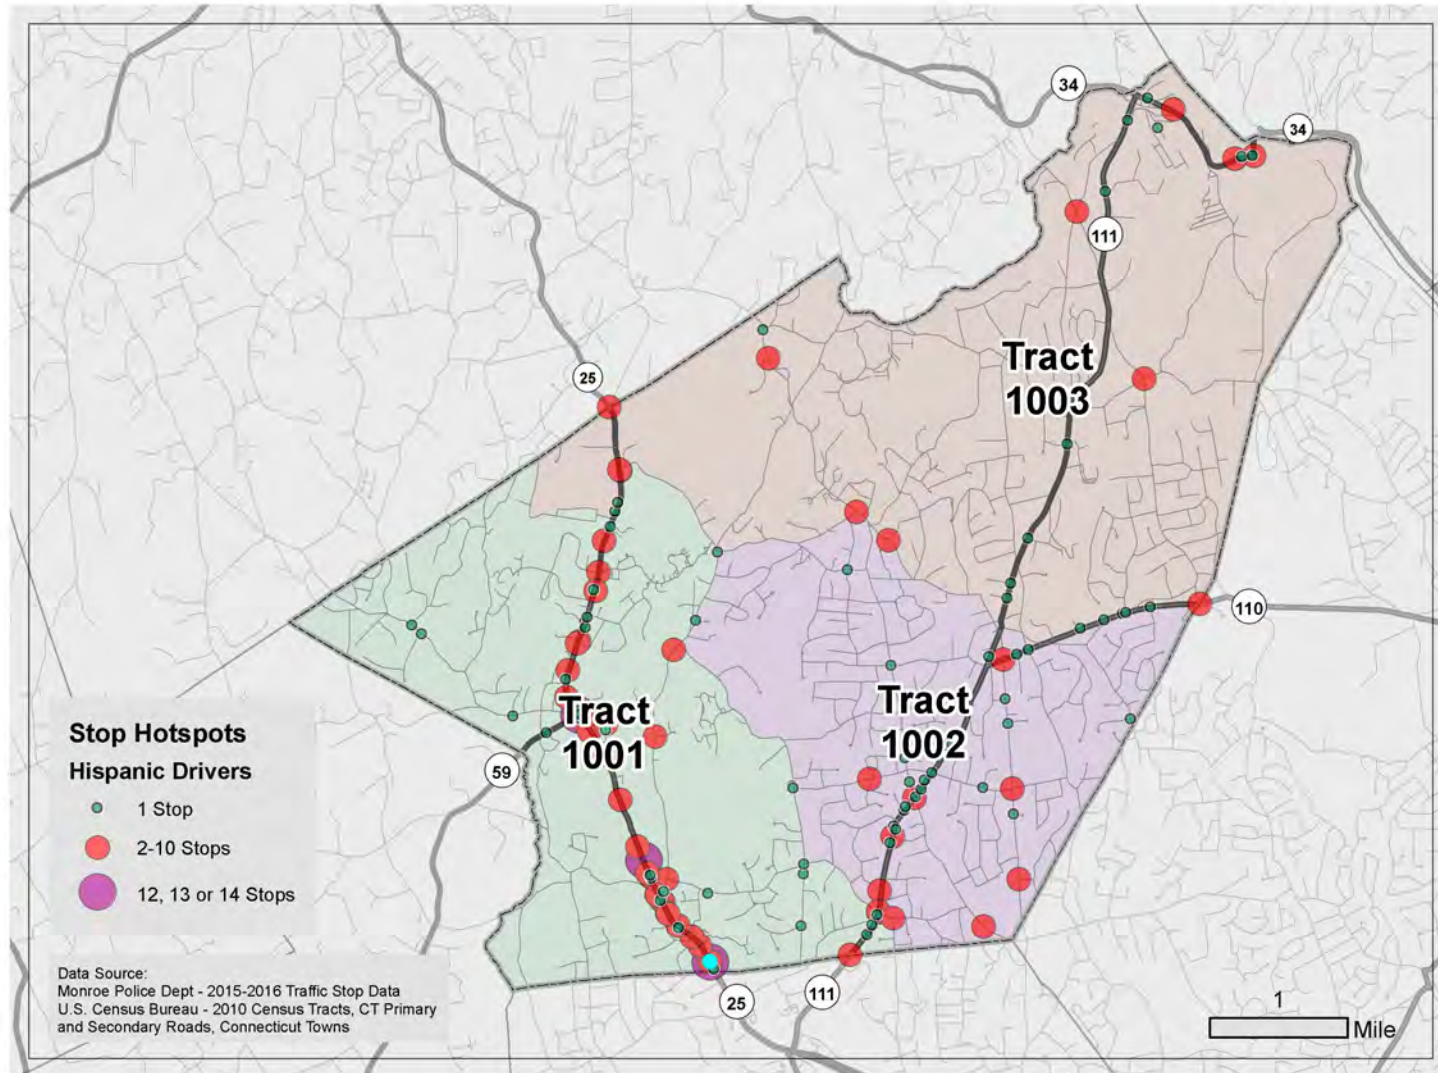 34
34
111
25
Tract
1003
110
Tract
1001
Tract
1002
59
Stop Hotspots
Hispanic Drivers
1 Stop
2-10 Stops
12, 13 or 14 Stops
Data Source:
Monroe Police Dept - 2015-2016 Traffic Stop Data
U.S. Census Bureau - 2010 Census Tracts, CT Primary
and Secondary Roads, Connecticut Towns
25
111
1
Mile